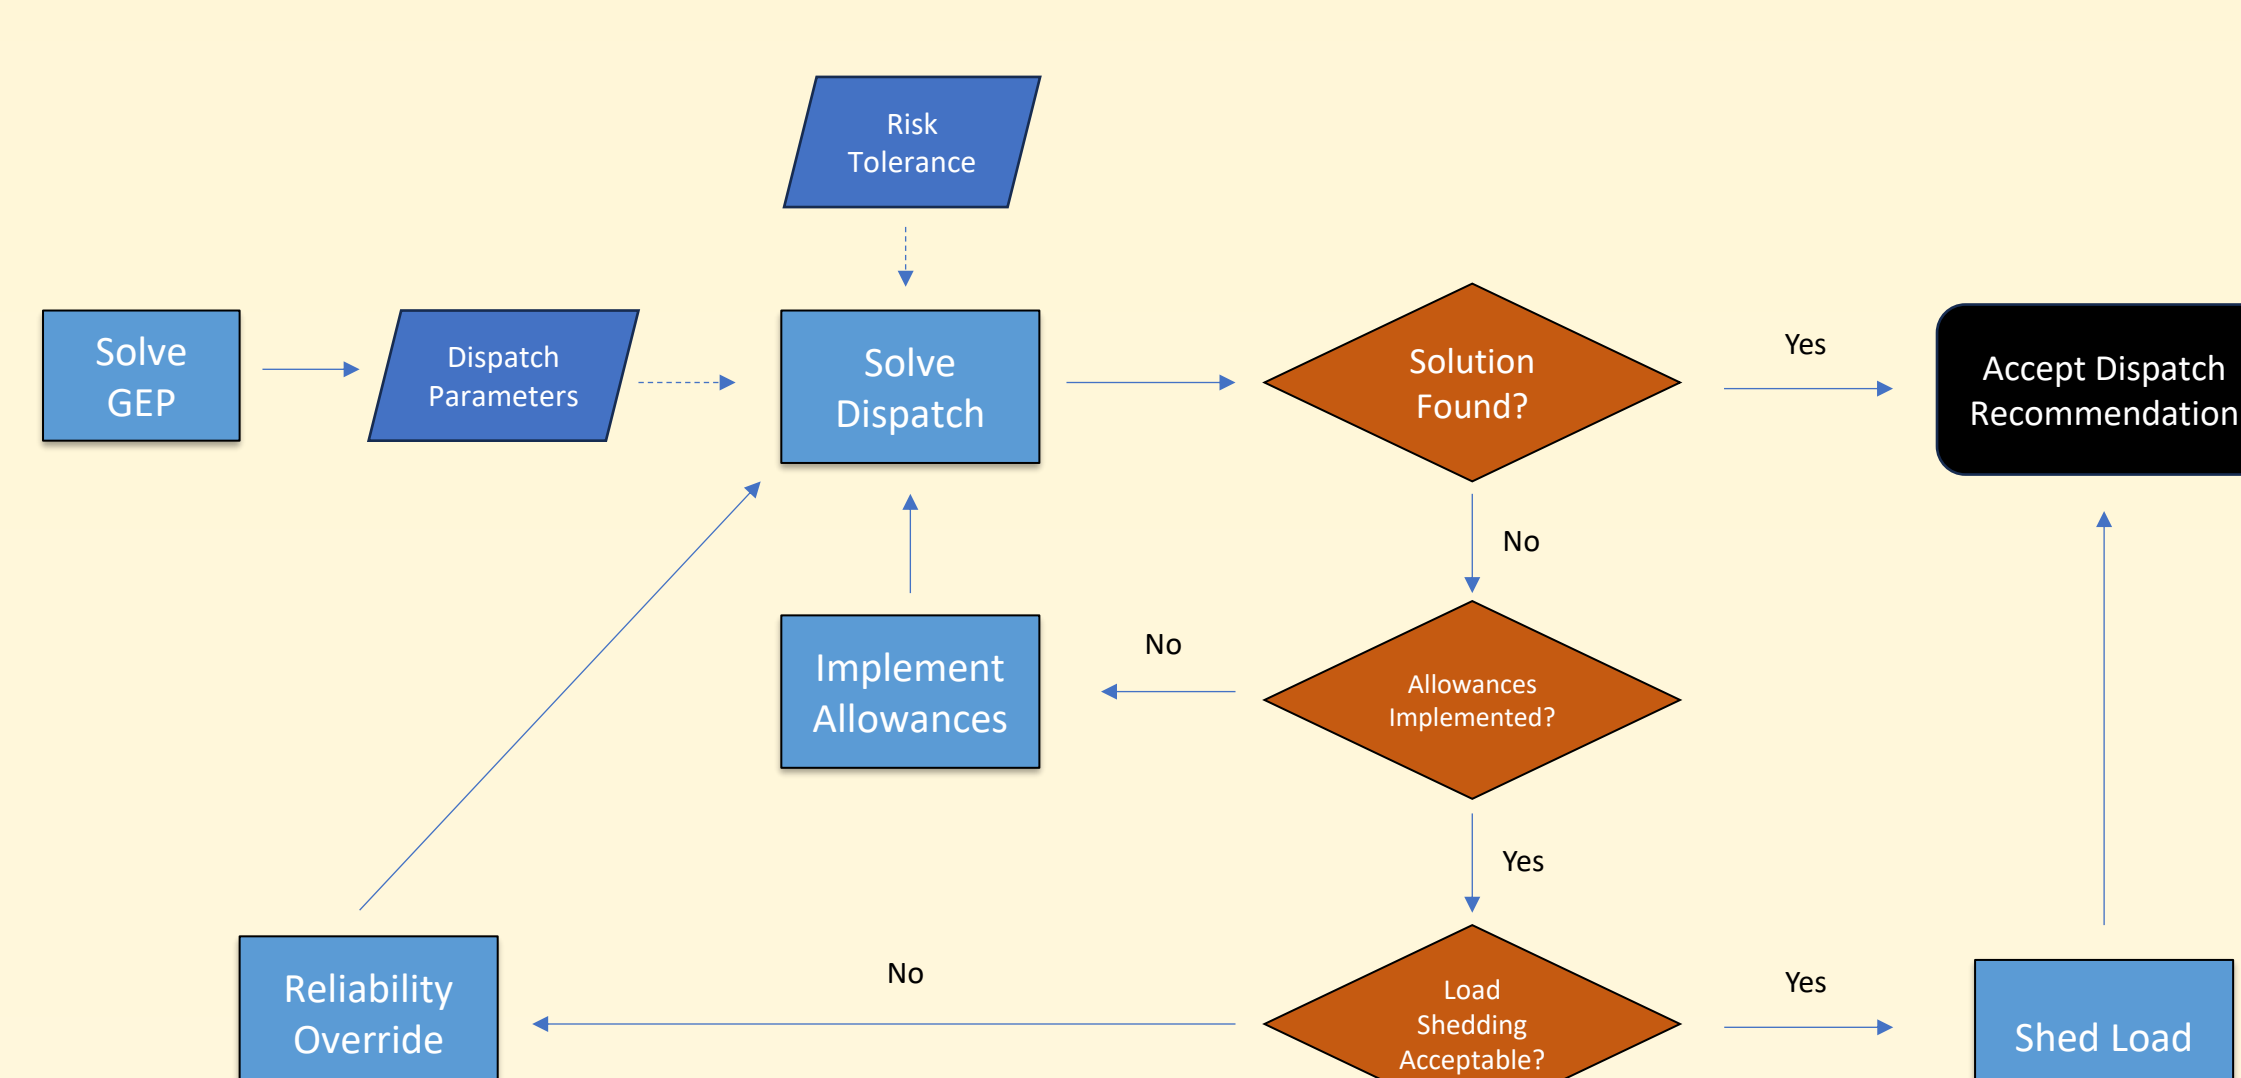 Risk
Tolerance
Solve
GEP
Dispatch
Parameters
Solve
Dispatch
Solution
Found?
Yes
Accept Dispatch
Recommendation
No
Implement
Allowances
No
Allowances
Implemented?
Yes
Reliability
Override
No
Load
Shedding
Acceptable?
Yes
Shed Load